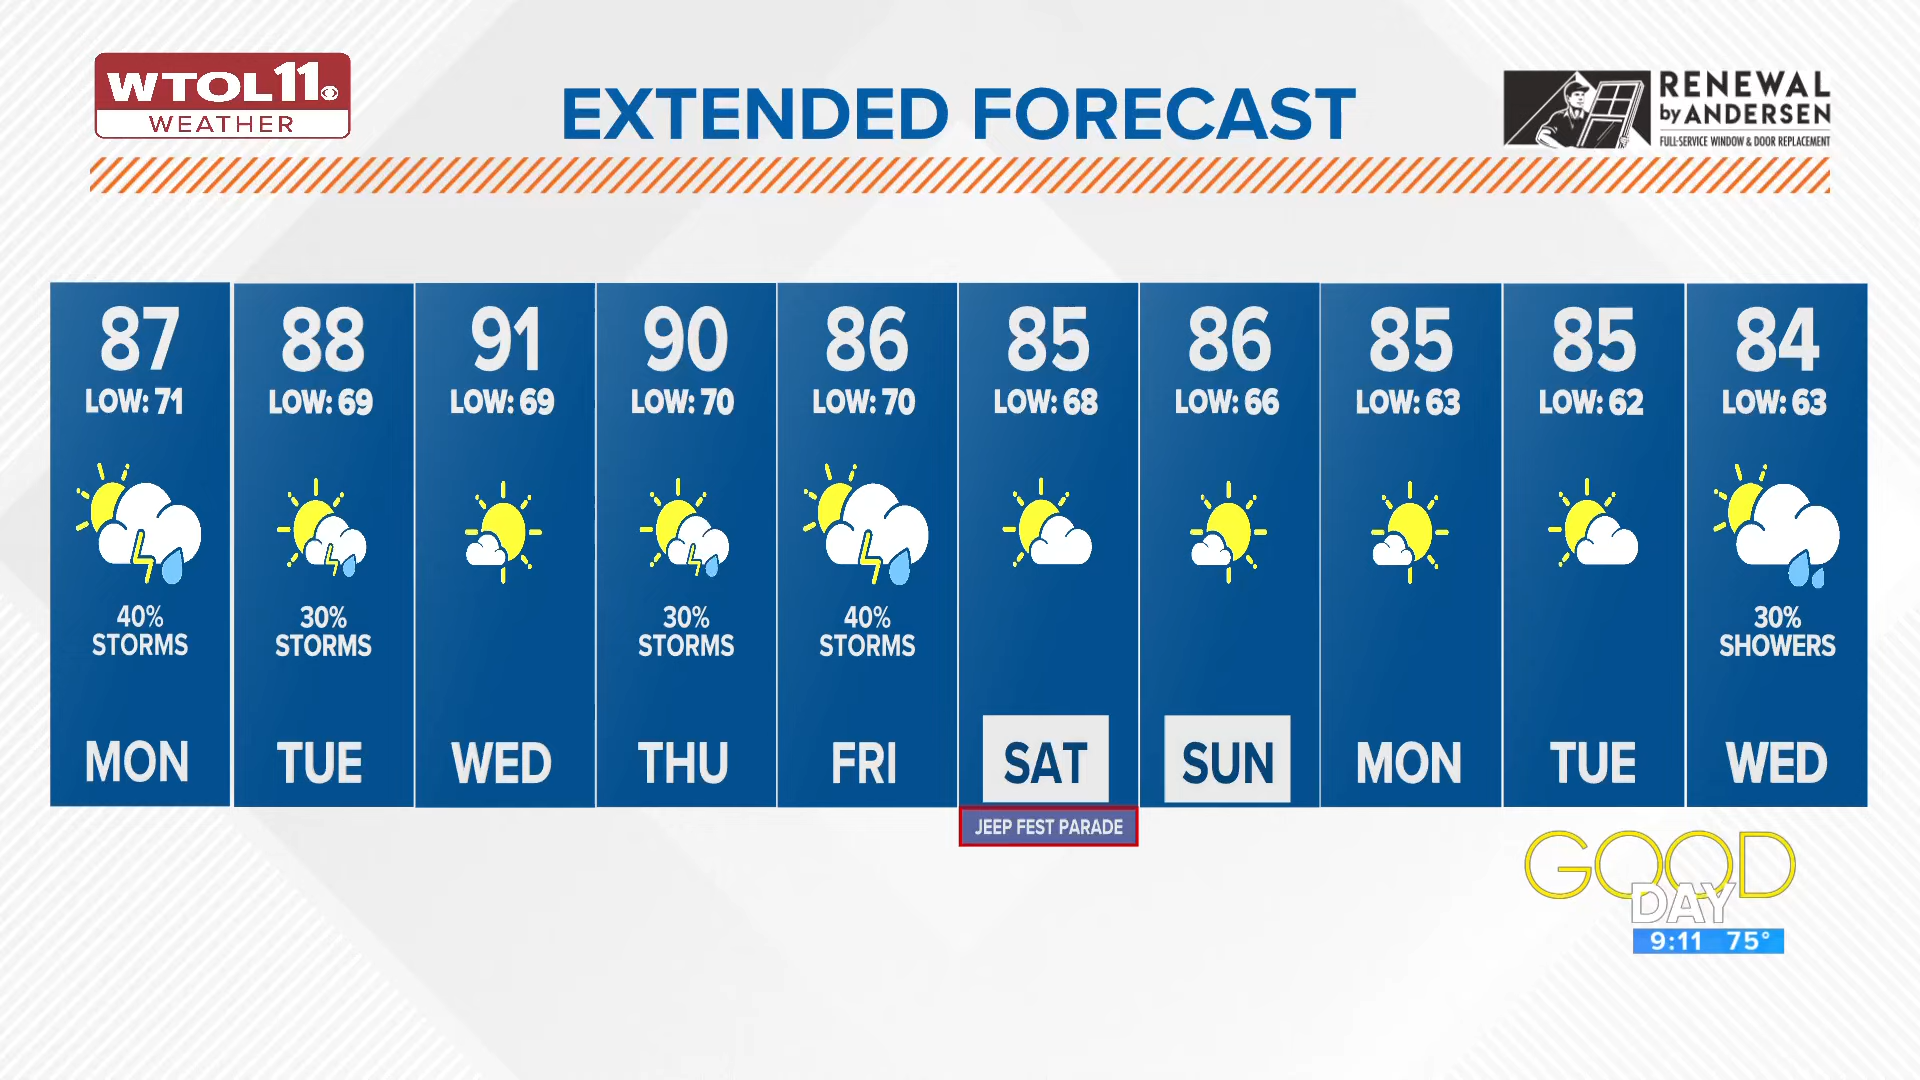 WTOL 11
WEATHER
EXTENDED FORECAST
RENEWAL
by ANDERSEN
FULL-SERVICE WINDOW & DOOR REPLACEMENT
87
LOW: 71
40%
STORMS
MON
88
LOW: 69
30%
STORMS
TUE
91
LOW: 69
WED
90
LOW: 70
30%
STORMS
THU
86
LOW: 70
40%
STORMS
FRI
85
LOW: 68
SAT
JEEP FEST PARADE
86
LOW: 66
SUN
85
LOW: 63
MON
85
LOW: 62
TUE
84
LOW: 63
30%
SHOWERS
WED
GOOD
DAY
9:11 75°